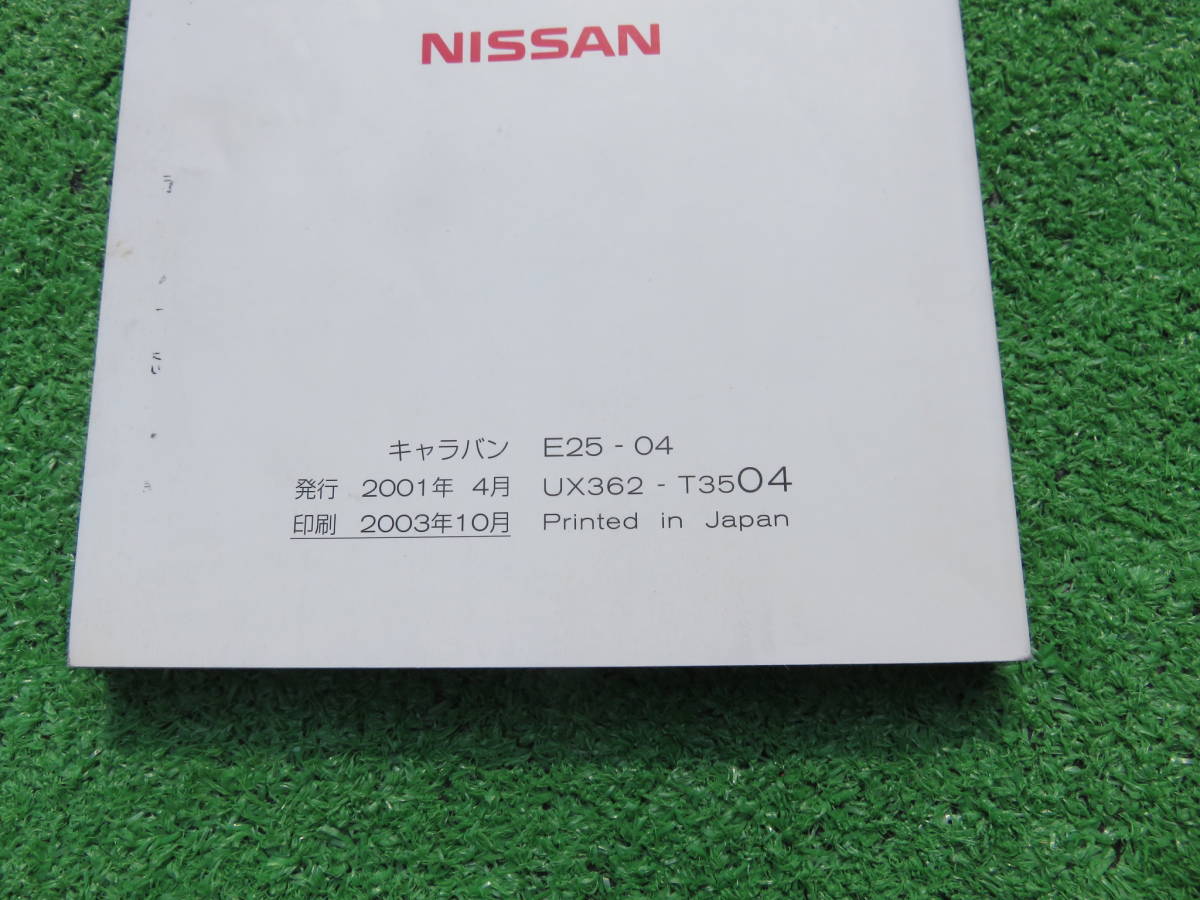 NISSAN
キャラバン E25 - 04
発行 2001年 4月 UX362 - T3504
印刷 2003年10月 Printed in Japan